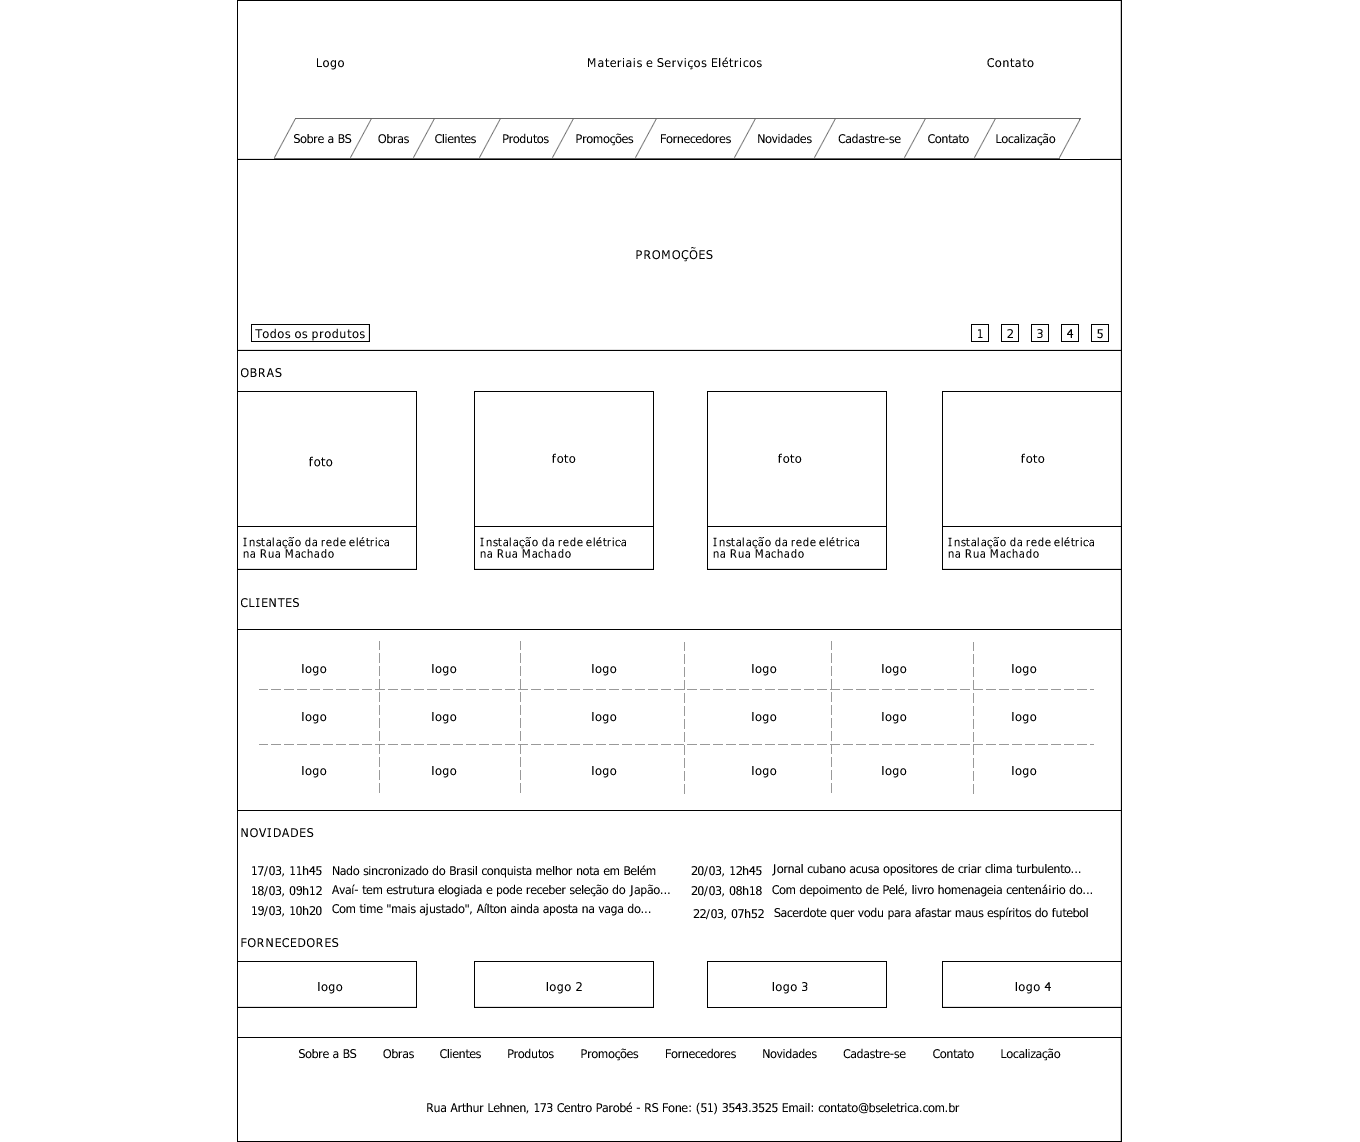 Logo
Materiais e Serviços Elétricos
Contato
Sobre a BS Obras Clientes Produtos Promoções Fornecedores Novidades Cadastre-se Contato Localização
PROMOÇÕES
Todos os produtos
1 2 3 4 5
OBRAS
foto foto foto foto
Instalação da rede elétrica
na Rua Machado
Instalação da rede elétrica
na Rua Machado
Instalação da rede elétrica
na Rua Machado
Instalação da rede elétrica
na Rua Machado
CLIENTES
logo logo logo logo logo logo
logo logo logo logo logo logo
logo logo logo logo logo logo
NOVIDADES
17/03, 11h45 Nado sincronizado do Brasil conquista melhor nota em Belém
18/03, 09h12 Avaí- tem estrutura elogiada e pode receber seleção do Japão...
19/03, 10h20 Com time "mais ajustado", Aílton ainda aposta na vaga do...
20/03, 12h45 Jornal cubano acusa opositores de criar clima turbulento...
20/03, 08h18 Com depoimento de Pelé, livro homenageia centenáirio do...
22/03, 07h52 Sacerdote quer vodu para afastar maus espíritos do futebol
FORNECEDORES
logo logo 2 logo 3 logo 4
Sobre a BS Obras Clientes Produtos Promoções Fornecedores Novidades Cadastre-se Contato Localização
Rua Arthur Lehnen, 173 Centro Parobé - RS Fone: (51) 3543.3525 Email: contato@bseletrica.com.br